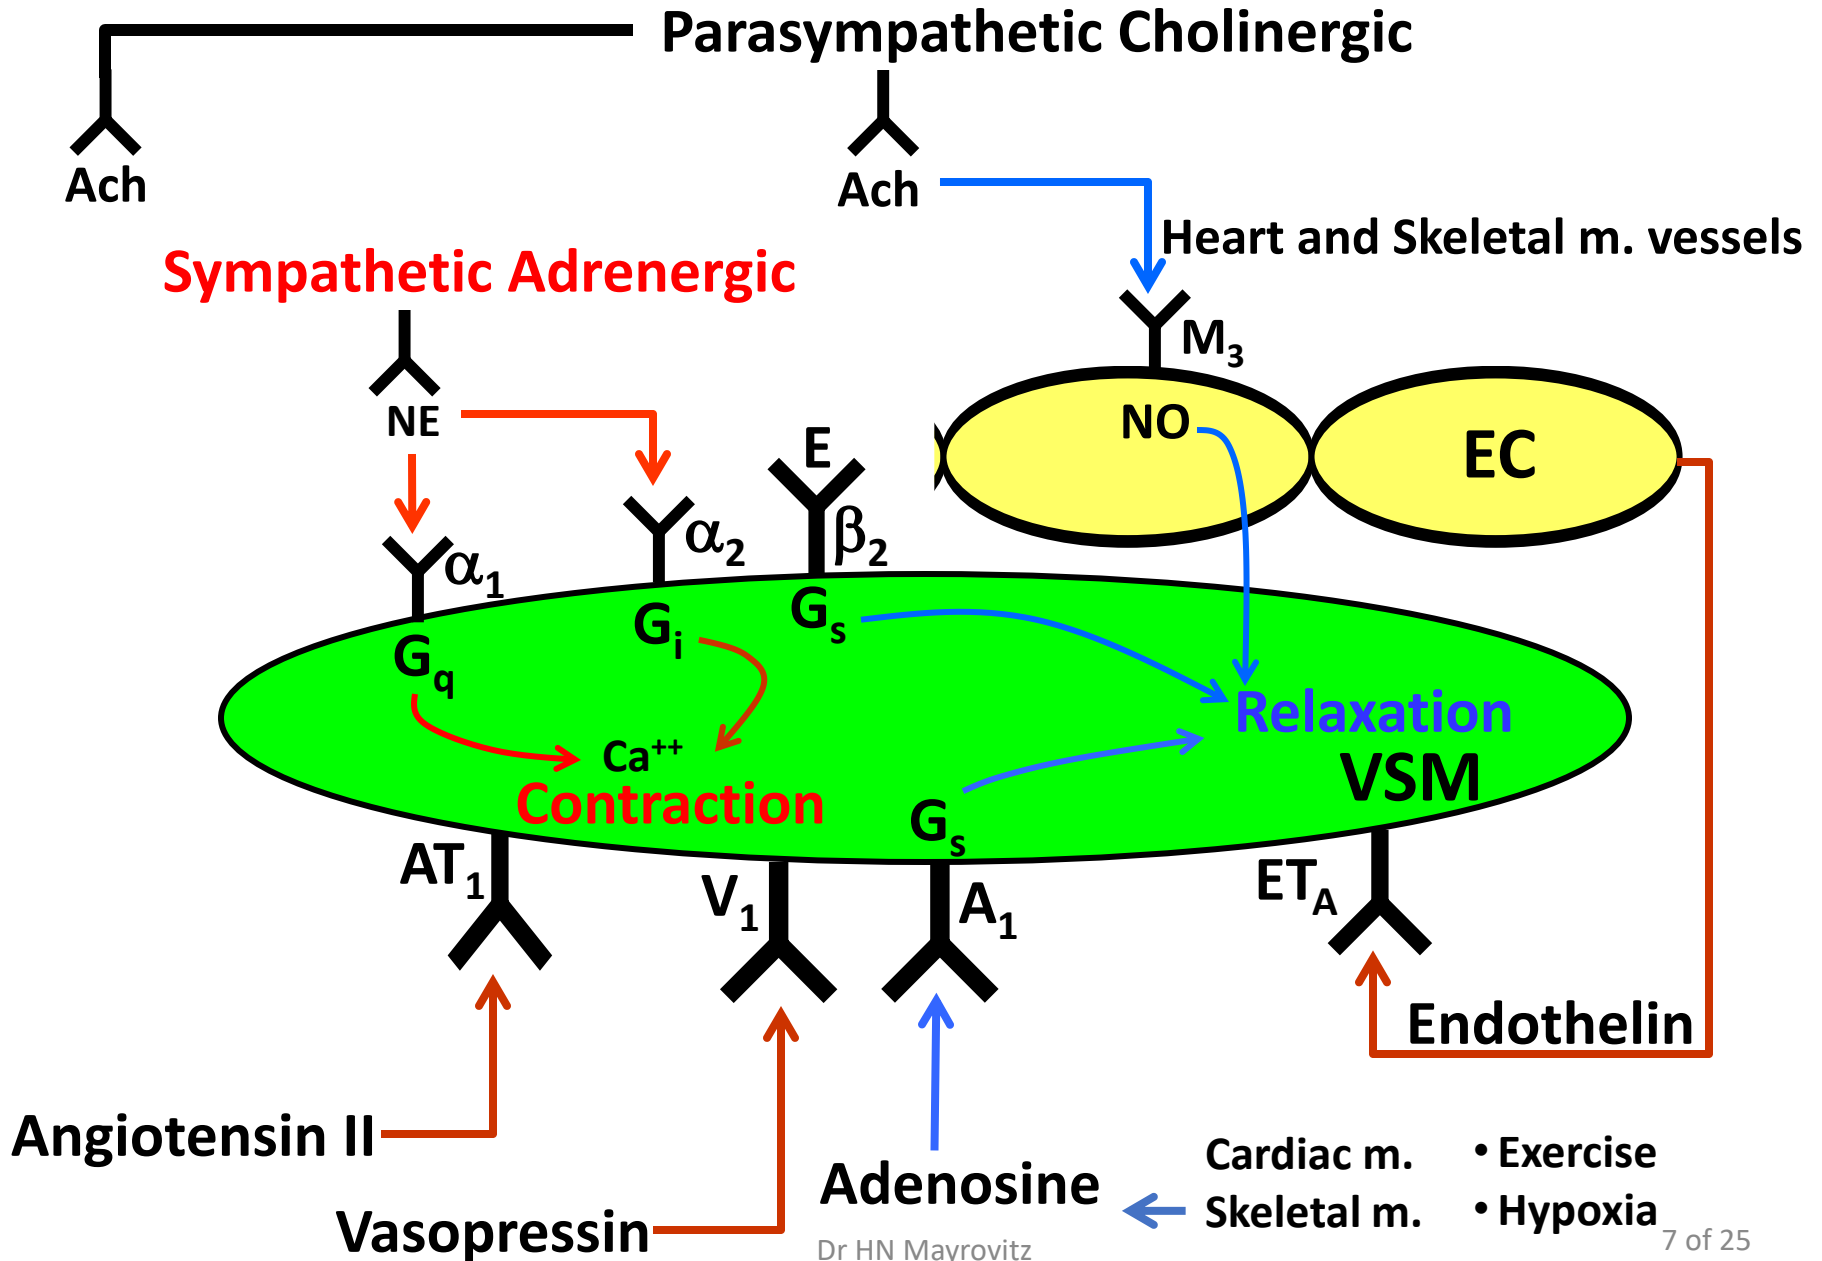 Parasympathetic Cholinergic
Ach
Ach
Heart and Skeletal m. vessels
Sympathetic Adrenergic
M₃
NE
NO
EC
E
α₁
α₂
β₂
Gq
Gᵢ
Gₛ
Relaxation
VSM
Ca⁺⁺
Contraction
Gₛ
AT₁
V₁
A₁
ET_A
Endothelin
Angiotensin II
Vasopressin
Adenosine
Cardiac m.
Skeletal m.
• Exercise
• Hypoxia
Dr HN Mayrovitz
7 of 25